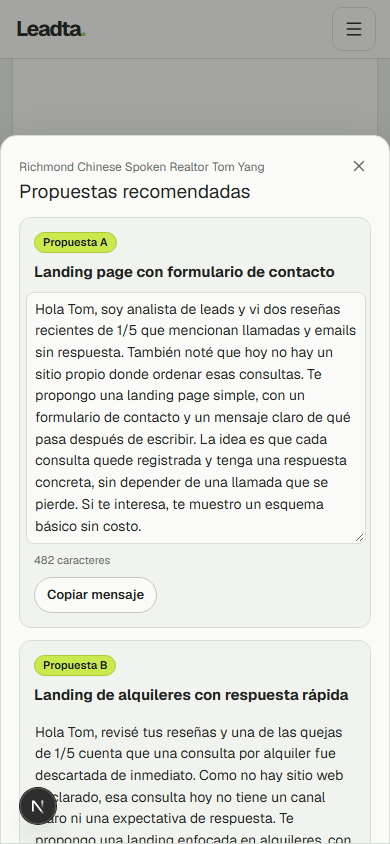 Leadta.
Richmond Chinese Spoken Realtor Tom Yang
Propuestas recomendadas
Propuesta A
Landing page con formulario de contacto
Hola Tom, soy analista de leads y vi dos reseñas
recientes de 1/5 que mencionan llamadas y emails
sin respuesta. También noté que hoy no hay un
sitio propio donde ordenar esas consultas. Te
propongo una landing page simple, con un
formulario de contacto y un mensaje claro de qué
pasa después de escribir. La idea es que cada
consulta quede registrada y tenga una respuesta
concreta, sin depender de una llamada que se
pierde. Si te interesa, te muestro un esquema
básico sin costo.
482 caracteres
Copiar mensaje
Propuesta B
Landing de alquileres con respuesta rápida
Hola Tom, revisé tus reseñas y una de las quejas
de 1/5 cuenta que una consulta por alquiler fue
descartada de inmediato. Como no hay sitio web
esa consulta hoy no tiene un canal
ni una expectativa de respuesta. Te
propongo una landing enfocada en alquileres, con
N